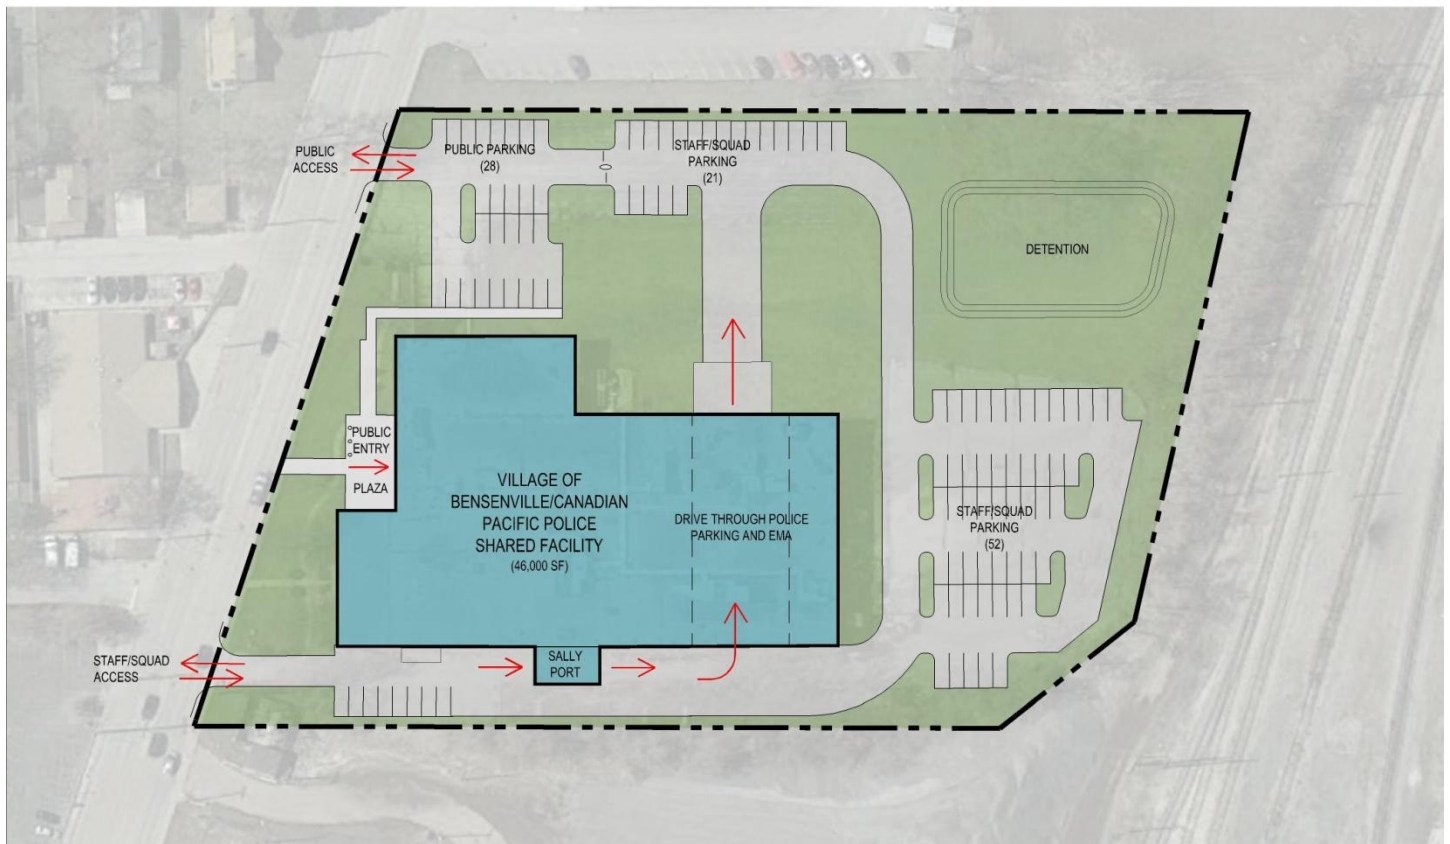 PUBLIC
ACCESS
PUBLIC PARKING
(28)
STAFF/SQUAD
PARKING
(21)
DETENTION
PUBLIC
ENTRY
PLAZA
VILLAGE OF
BENSENVILLE/CANADIAN
PACIFIC POLICE
SHARED FACILITY
(46,000 SF)
DRIVE THROUGH POLICE
PARKING AND EMA
STAFF/SQUAD
PARKING
(52)
STAFF/SQUAD
ACCESS
SALLY
PORT